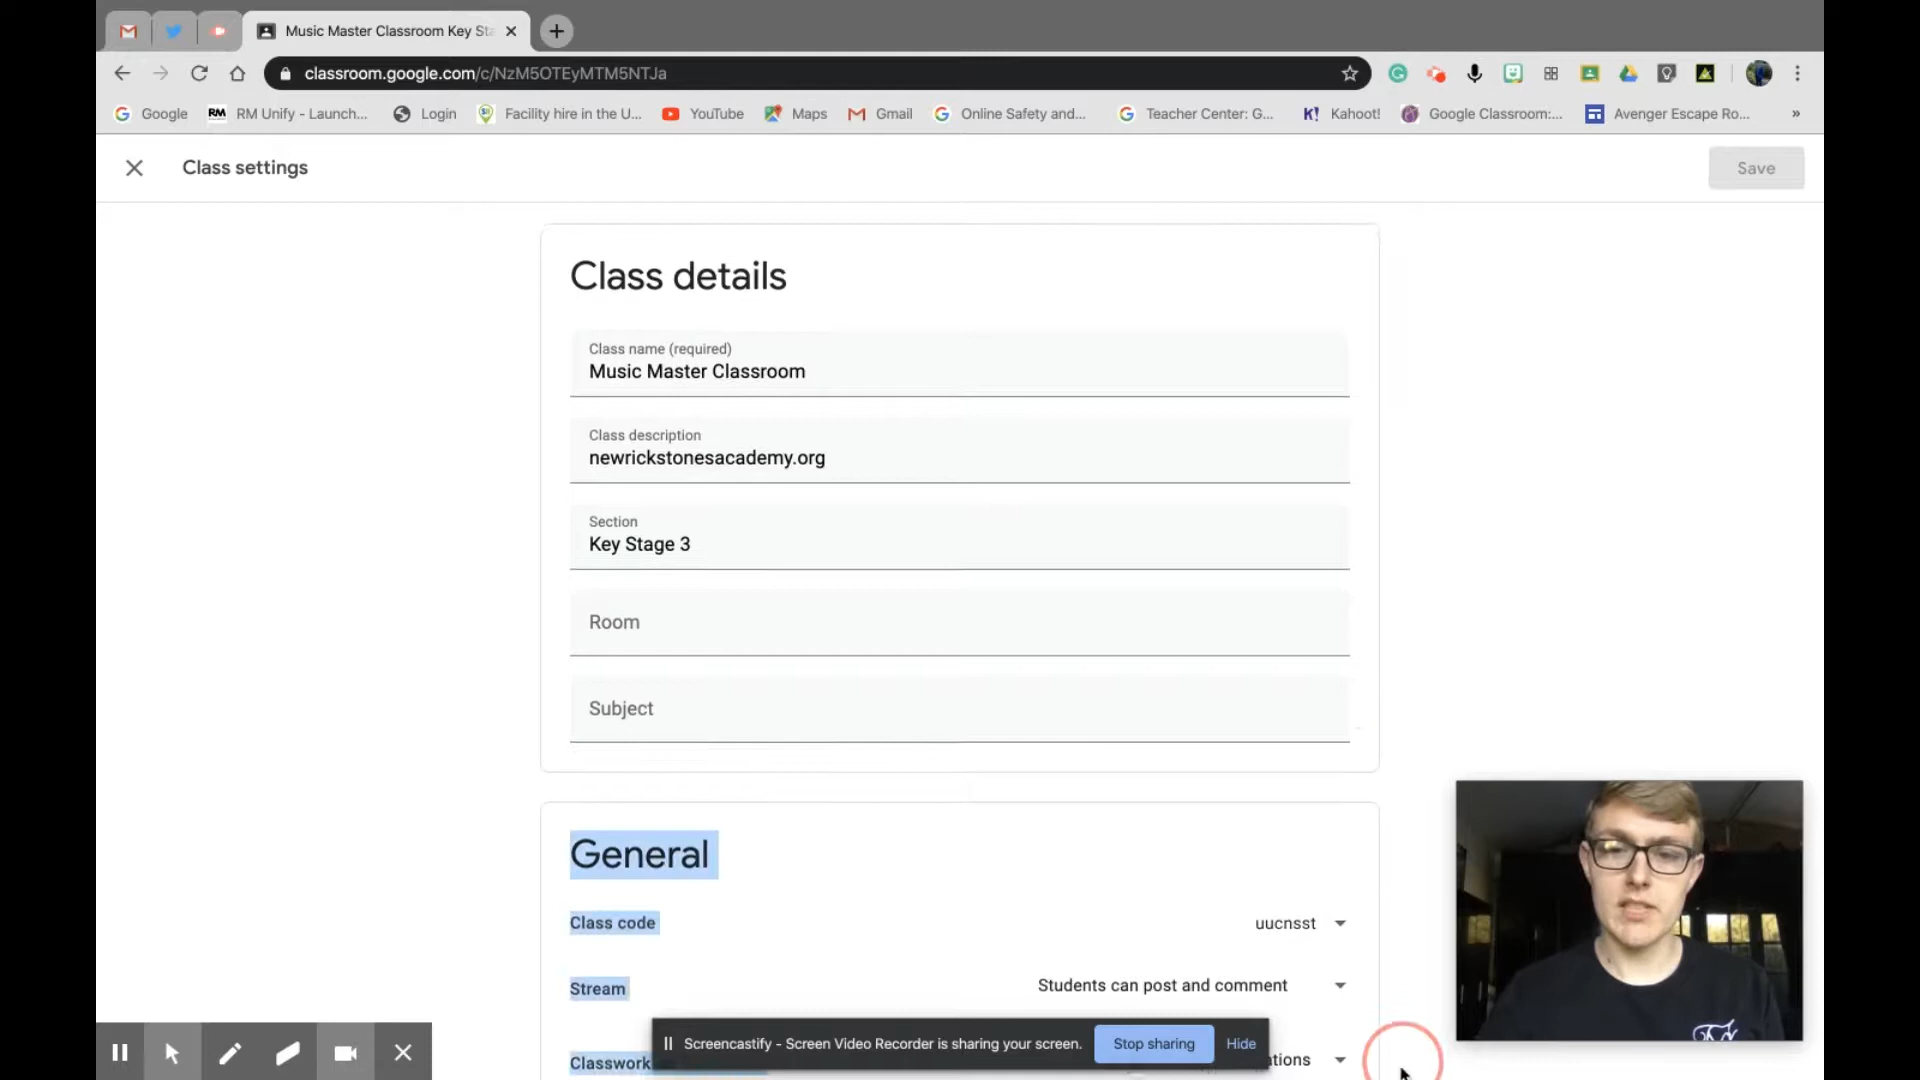 Music Master Classroom Key Sta
classroom.google.com/c/NzM5OTEyMTM5NTJa
Google
RM Unify - Launch...
Login
Facility hire in the U...
YouTube
Maps
Gmail
Online Safety and...
Teacher Center: G...
K! Kahoot!
Google Classroom:...
Avenger Escape Ro...
»
Class settings
Save
Class details
Class name (required)
Music Master Classroom
Class description
newrickstonesacademy.org
Section
Key Stage 3
Room
Subject
General
Class code
uucnsst
Stream
Students can post and comment
Classwork
ations
Screencastify - Screen Video Recorder is sharing your screen.
Stop sharing
Hide